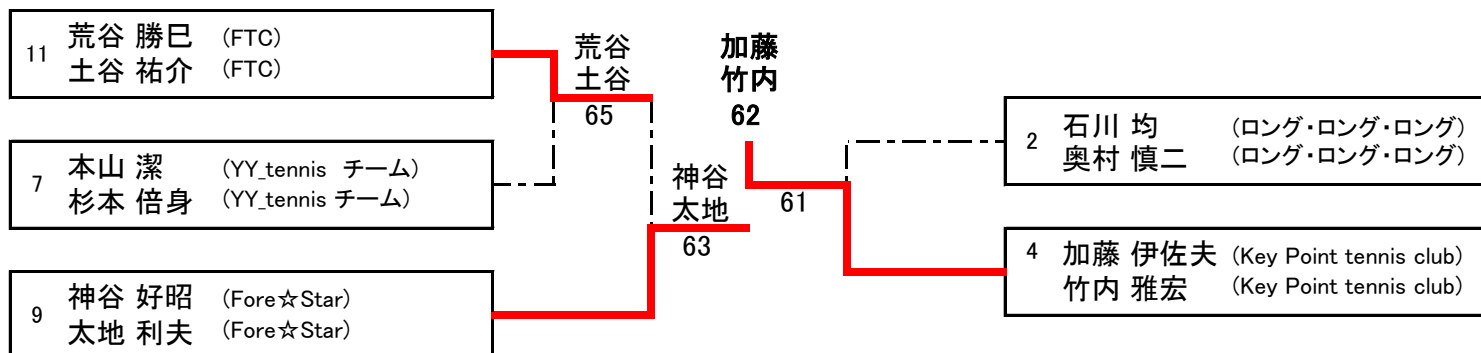 11 荒谷 勝巳 (FTC)
土谷 祐介 (FTC)
7 本山 潔 (YY_tennis チーム)
杉本 倍身 (YY_tennis チーム)
9 神谷 好昭 (Fore☆Star)
太地 利夫 (Fore☆Star)
荒谷
土谷
65
神谷
太地
63
加藤
竹内
62
61
2 石川 均 (ロング・ロング・ロング)
奥村 慎二 (ロング・ロング・ロング)
4 加藤 伊佐夫 (Key Point tennis club)
竹内 雅宏 (Key Point tennis club)